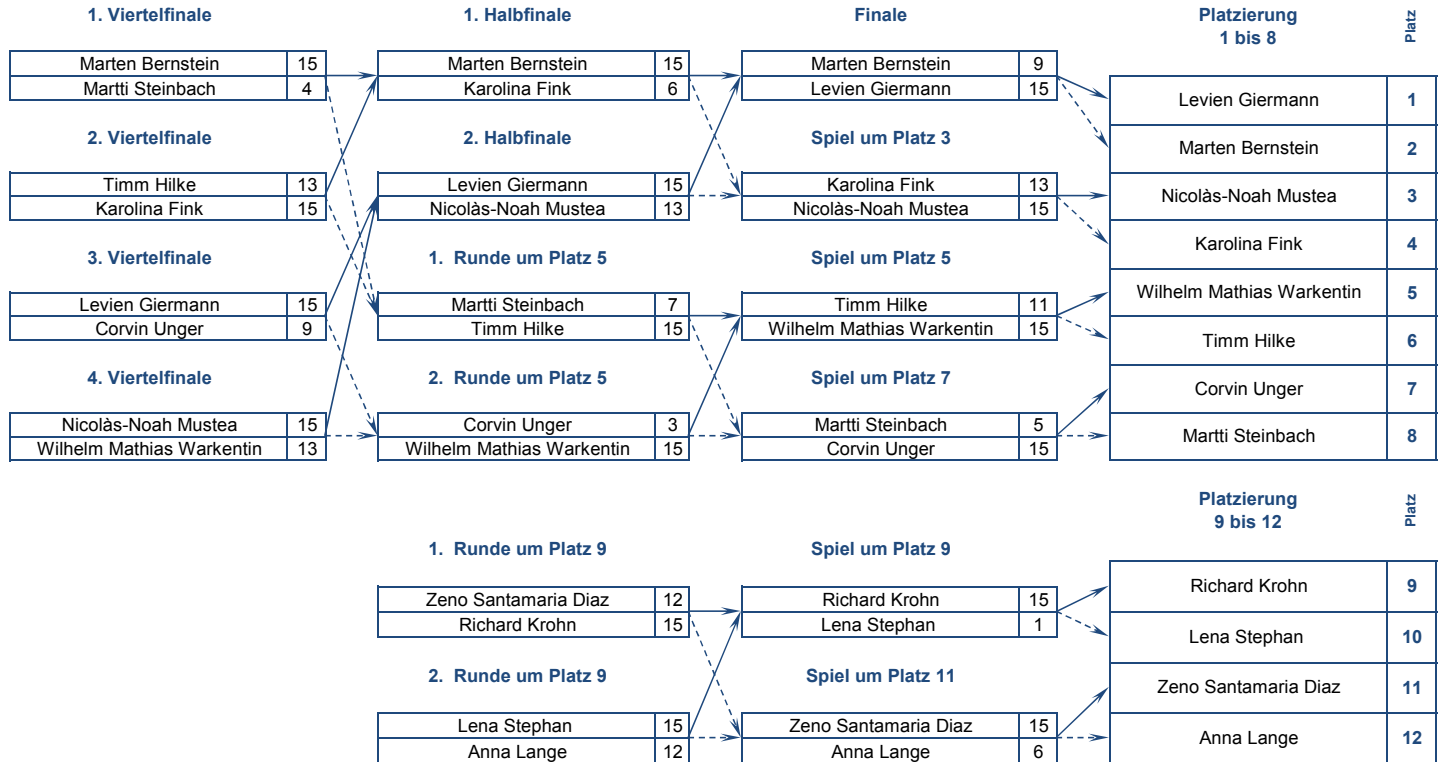 1. Viertelfinale 1. Halbfinale Finale Platzierung Platz
1 bis 8
Marten Bernstein 15 Marten Bernstein 15 Marten Bernstein 9
Martti Steinbach 4 Karolina Fink 6 Levien Giermann 15
Levien Giermann 1
2. Viertelfinale 2. Halbfinale Spiel um Platz 3
Marten Bernstein 2
Timm Hilke 13 Levien Giermann 15 Karolina Fink 13
Nicolàs-Noah Mustea 3
Karolina Fink 15 Nicolàs-Noah Mustea 13 Nicolàs-Noah Mustea 15
Karolina Fink 4
3. Viertelfinale 1. Runde um Platz 5 Spiel um Platz 5
Wilhelm Mathias Warkentin 5
Levien Giermann 15 Martti Steinbach 7 Timm Hilke 11
Corvin Unger 9 Timm Hilke 15 Wilhelm Mathias Warkentin 15
Timm Hilke 6
4. Viertelfinale 2. Runde um Platz 5 Spiel um Platz 7
Corvin Unger 7
Nicolàs-Noah Mustea 15 Corvin Unger 3 Martti Steinbach 5
Martti Steinbach 8
Wilhelm Mathias Warkentin 13 Wilhelm Mathias Warkentin 15 Corvin Unger 15
Platzierung Platz
9 bis 12
1. Runde um Platz 9 Spiel um Platz 9
Richard Krohn 9
Zeno Santamaria Diaz 12 Richard Krohn 15
Richard Krohn 15 Lena Stephan 1
Lena Stephan 10
2. Runde um Platz 9 Spiel um Platz 11
Zeno Santamaria Diaz 11
Lena Stephan 15 Zeno Santamaria Diaz 15
Anna Lange 12
Anna Lange 12 Anna Lange 6